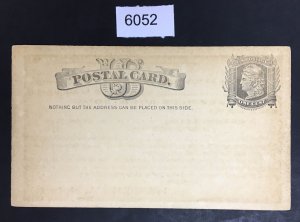 6052
U S
POSTAL CARD.
NOTHING BUT THE ADDRESS CAN BE PLACED ON THIS SIDE.
ONE CENT